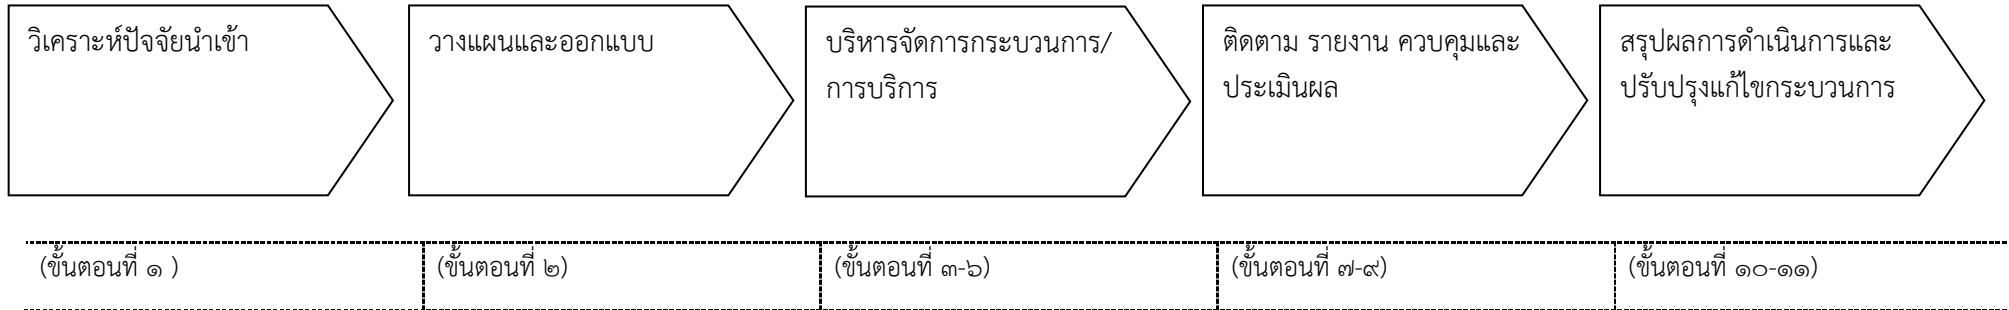 วิเคราะห์ปัจจัยนำเข้า
วางแผนและออกแบบ
บริหารจัดการกระบวนการ/
การบริการ
ติดตาม รายงาน ควบคุมและ
ประเมินผล
สรุปผลการดำเนินการและ
ปรับปรุงแก้ไขกระบวนการ
(ขั้นตอนที่ ๑ )
(ขั้นตอนที่ ๒)
(ขั้นตอนที่ ๓-๖)
(ขั้นตอนที่ ๗-๙)
(ขั้นตอนที่ ๑๐-๑๑)